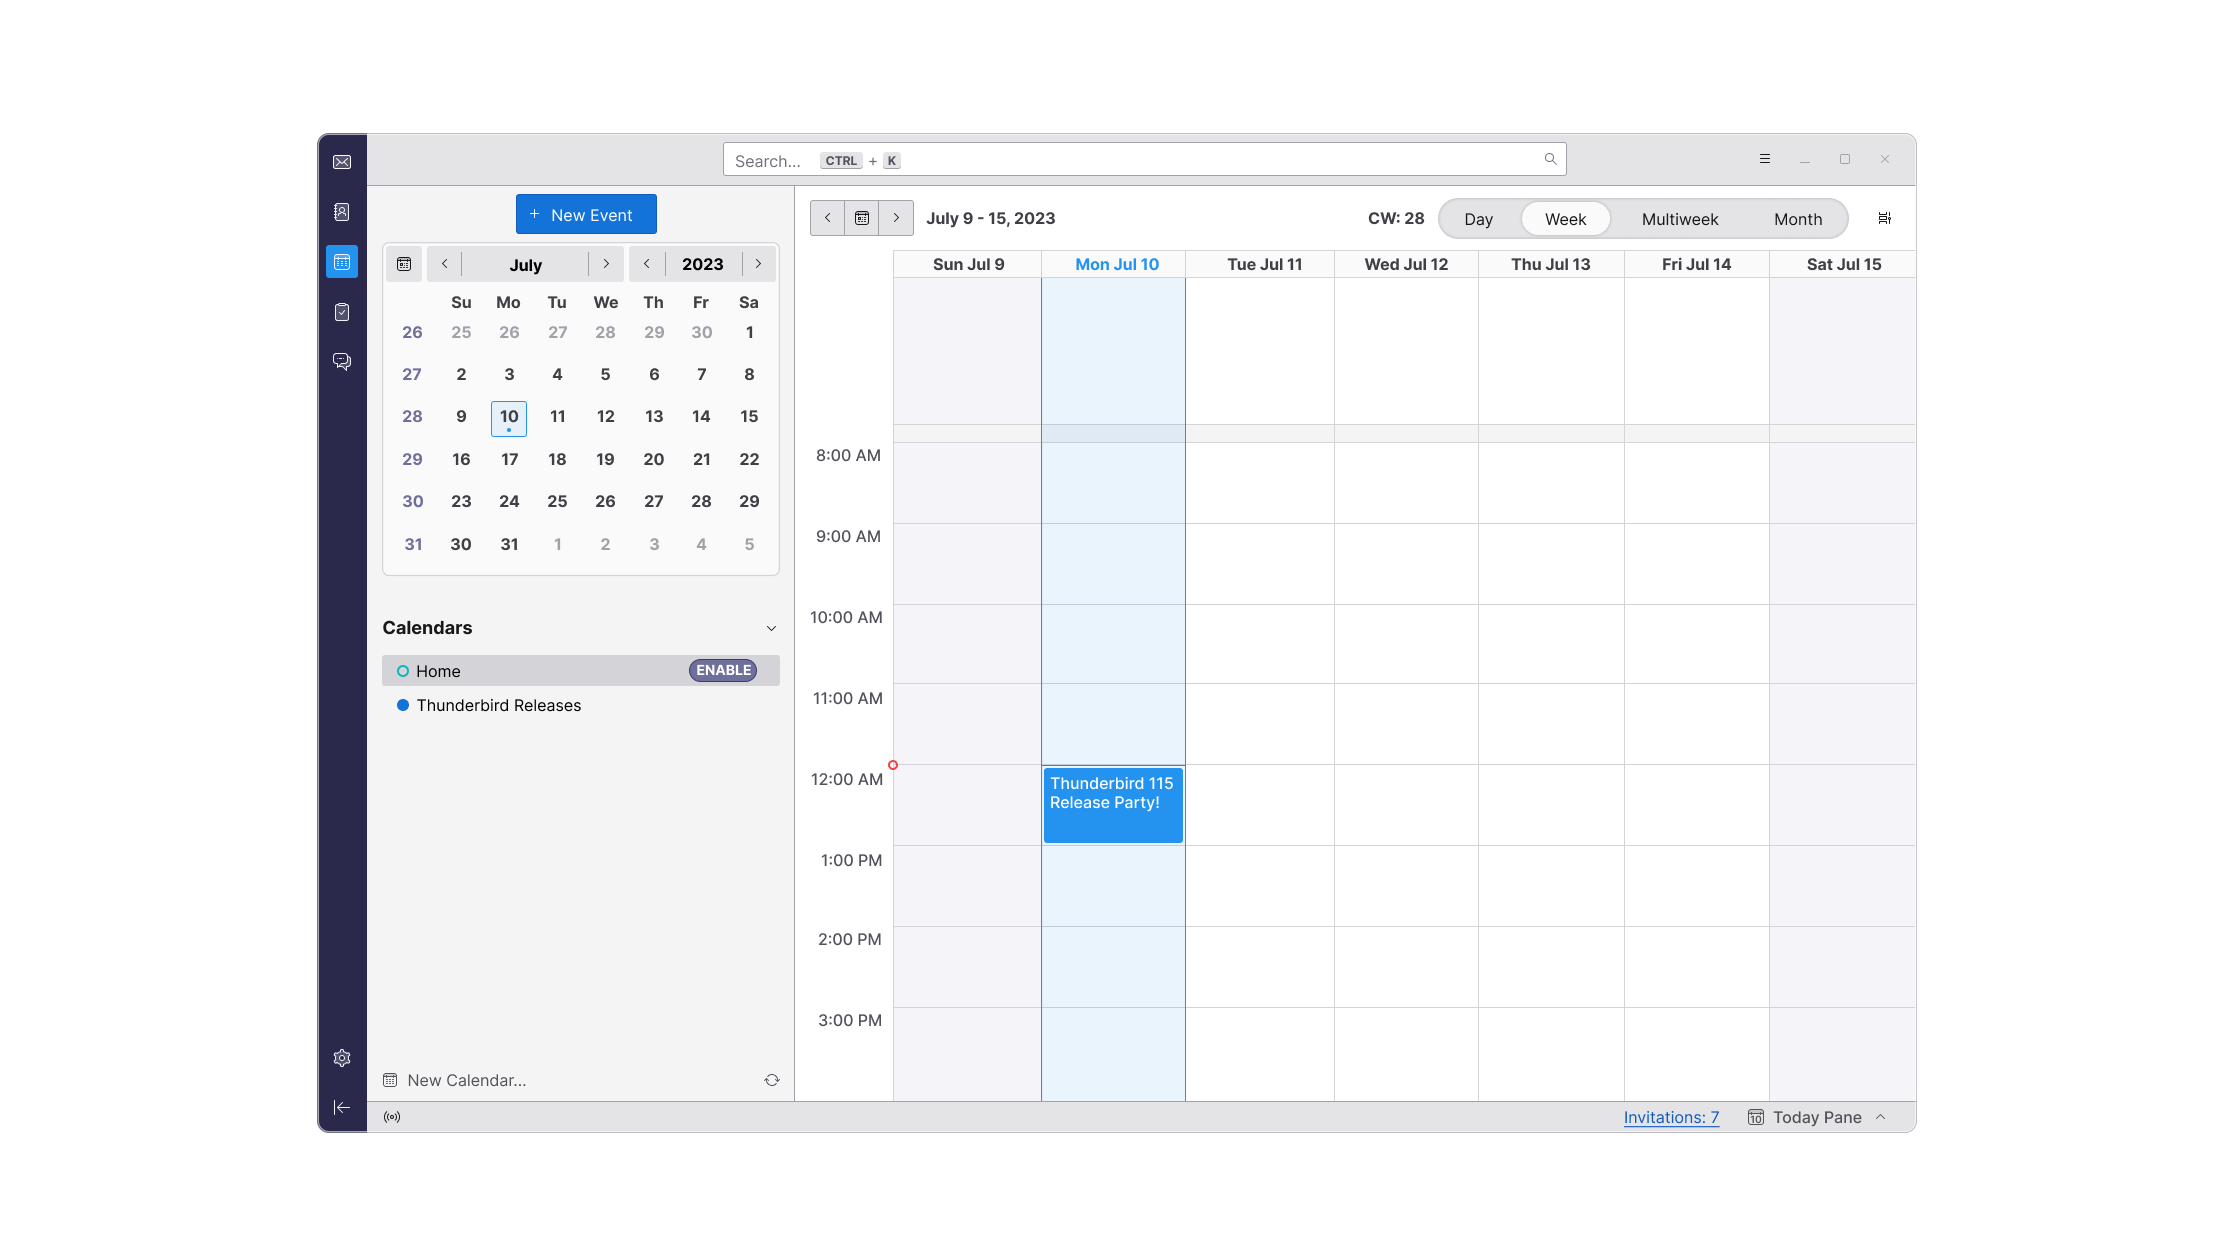 Search... CTRL + K
+ New Event
July 2023
Su Mo Tu We Th Fr Sa
26 25 26 27 28 29 30 1
27 2 3 4 5 6 7 8
28 9 10 11 12 13 14 15
29 16 17 18 19 20 21 22
30 23 24 25 26 27 28 29
31 30 31 1 2 3 4 5
Calendars
Home ENABLE
Thunderbird Releases
New Calendar...
July 9 - 15, 2023
CW: 28 Day Week Multiweek Month
Sun Jul 9 Mon Jul 10 Tue Jul 11 Wed Jul 12 Thu Jul 13 Fri Jul 14 Sat Jul 15
8:00 AM
9:00 AM
10:00 AM
11:00 AM
12:00 AM
Thunderbird 115
Release Party!
1:00 PM
2:00 PM
3:00 PM
Invitations: 7 10 Today Pane